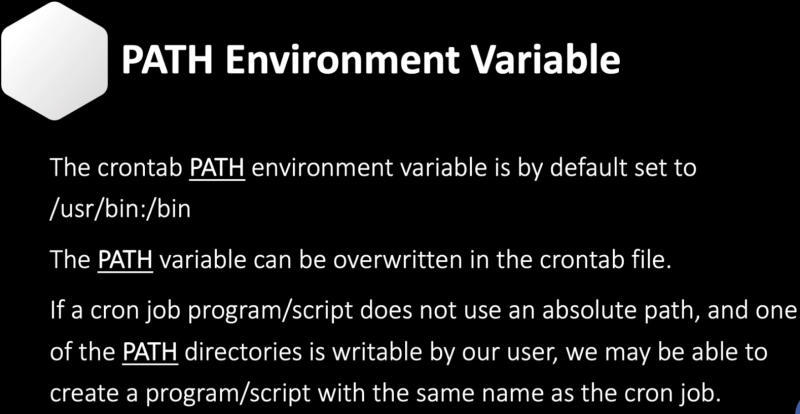 PATH Environment Variable
The crontab PATH environment variable is by default set to
/usr/bin:/bin
The PATH variable can be overwritten in the crontab file.
If a cron job program/script does not use an absolute path, and one
of the PATH directories is writable by our user, we may be able to
create a program/script with the same name as the cron job.